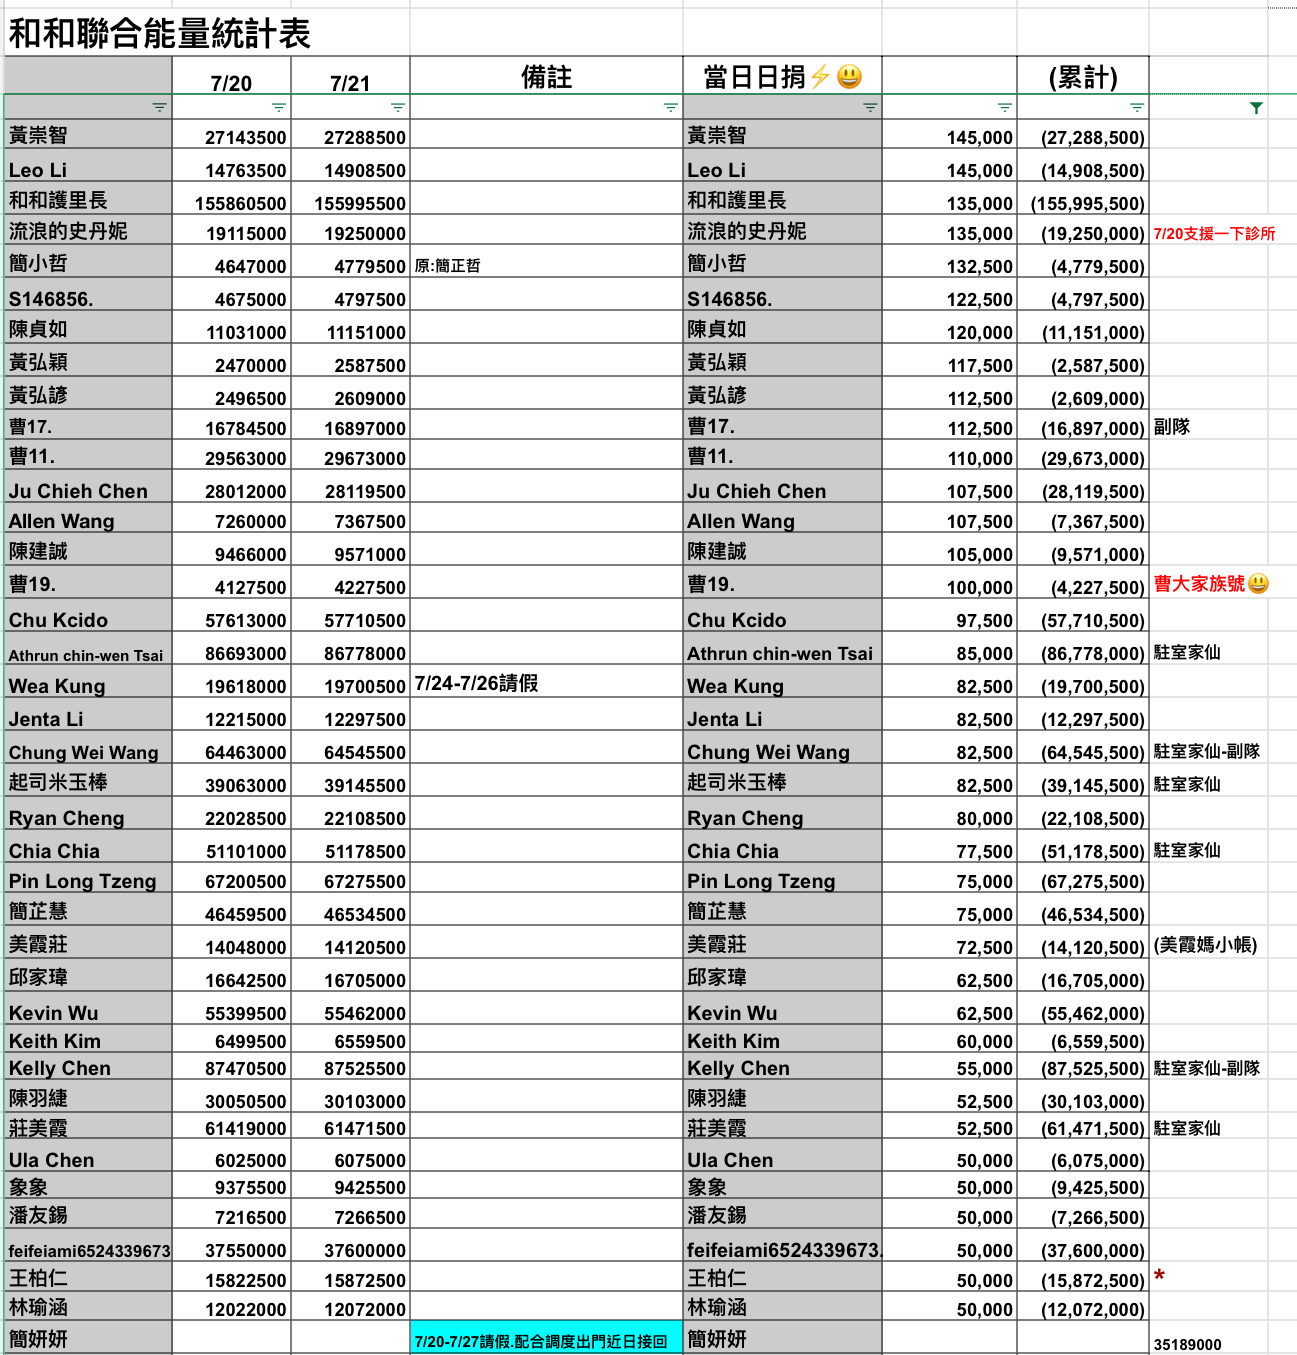 和和聯合能量統計表
7/20 7/21 備註 當日日捐⚡😃 (累計)
黃崇智 27143500 27288500 黃崇智 145,000 (27,288,500)
Leo Li 14763500 14908500 Leo Li 145,000 (14,908,500)
和和護里長 155860500 155995500 和和護里長 135,000 (155,995,500)
流浪的史丹妮 19115000 19250000 流浪的史丹妮 135,000 (19,250,000) 7/20支援一下診所
簡小哲 4647000 4779500 原:簡正哲 簡小哲 132,500 (4,779,500)
S146856. 4675000 4797500 S146856. 122,500 (4,797,500)
陳貞如 11031000 11151000 陳貞如 120,000 (11,151,000)
黃弘穎 2470000 2587500 黃弘穎 117,500 (2,587,500)
黃弘諺 2496500 2609000 黃弘諺 112,500 (2,609,000)
曹17. 16784500 16897000 曹17. 112,500 (16,897,000) 副隊
曹11. 29563000 29673000 曹11. 110,000 (29,673,000)
Ju Chieh Chen 28012000 28119500 Ju Chieh Chen 107,500 (28,119,500)
Allen Wang 7260000 7367500 Allen Wang 107,500 (7,367,500)
陳建誠 9466000 9571000 陳建誠 105,000 (9,571,000)
曹19. 4127500 4227500 曹19. 100,000 (4,227,500) 曹大家族號😃
Chu Kcido 57613000 57710500 Chu Kcido 97,500 (57,710,500)
Athrun chin-wen Tsai 86693000 86778000 Athrun chin-wen Tsai 85,000 (86,778,000) 駐室家仙
Wea Kung 19618000 19700500 7/24-7/26請假 Wea Kung 82,500 (19,700,500)
Jenta Li 12215000 12297500 Jenta Li 82,500 (12,297,500)
Chung Wei Wang 64463000 64545500 Chung Wei Wang 82,500 (64,545,500) 駐室家仙-副隊
起司米玉棒 39063000 39145500 起司米玉棒 82,500 (39,145,500) 駐室家仙
Ryan Cheng 22028500 22108500 Ryan Cheng 80,000 (22,108,500)
Chia Chia 51101000 51178500 Chia Chia 77,500 (51,178,500) 駐室家仙
Pin Long Tzeng 67200500 67275500 Pin Long Tzeng 75,000 (67,275,500)
簡芷慧 46459500 46534500 簡芷慧 75,000 (46,534,500)
美霞莊 14048000 14120500 美霞莊 72,500 (14,120,500) (美霞媽小帳)
邱家瑋 16642500 16705000 邱家瑋 62,500 (16,705,000)
Kevin Wu 55399500 55462000 Kevin Wu 62,500 (55,462,000)
Keith Kim 6499500 6559500 Keith Kim 60,000 (6,559,500)
Kelly Chen 87470500 87525500 Kelly Chen 55,000 (87,525,500) 駐室家仙-副隊
陳羽緁 30050500 30103000 陳羽緁 52,500 (30,103,000)
莊美霞 61419000 61471500 莊美霞 52,500 (61,471,500) 駐室家仙
Ula Chen 6025000 6075000 Ula Chen 50,000 (6,075,000)
象象 9375500 9425500 象象 50,000 (9,425,500)
潘友錫 7216500 7266500 潘友錫 50,000 (7,266,500)
feifeiami6524339673 37550000 37600000 feifeiami6524339673. 50,000 (37,600,000)
王柏仁 15822500 15872500 王柏仁 50,000 (15,872,500) *
林瑜涵 12022000 12072000 林瑜涵 50,000 (12,072,000)
簡妍妍 7/20-7/27請假.配合調度出門近日接回 簡妍妍 35189000